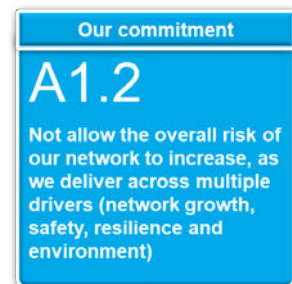 Our commitment
A1.2
Not allow the overall risk of
our network to increase, as
we deliver across multiple
drivers (network growth,
safety, resilience and
environment)